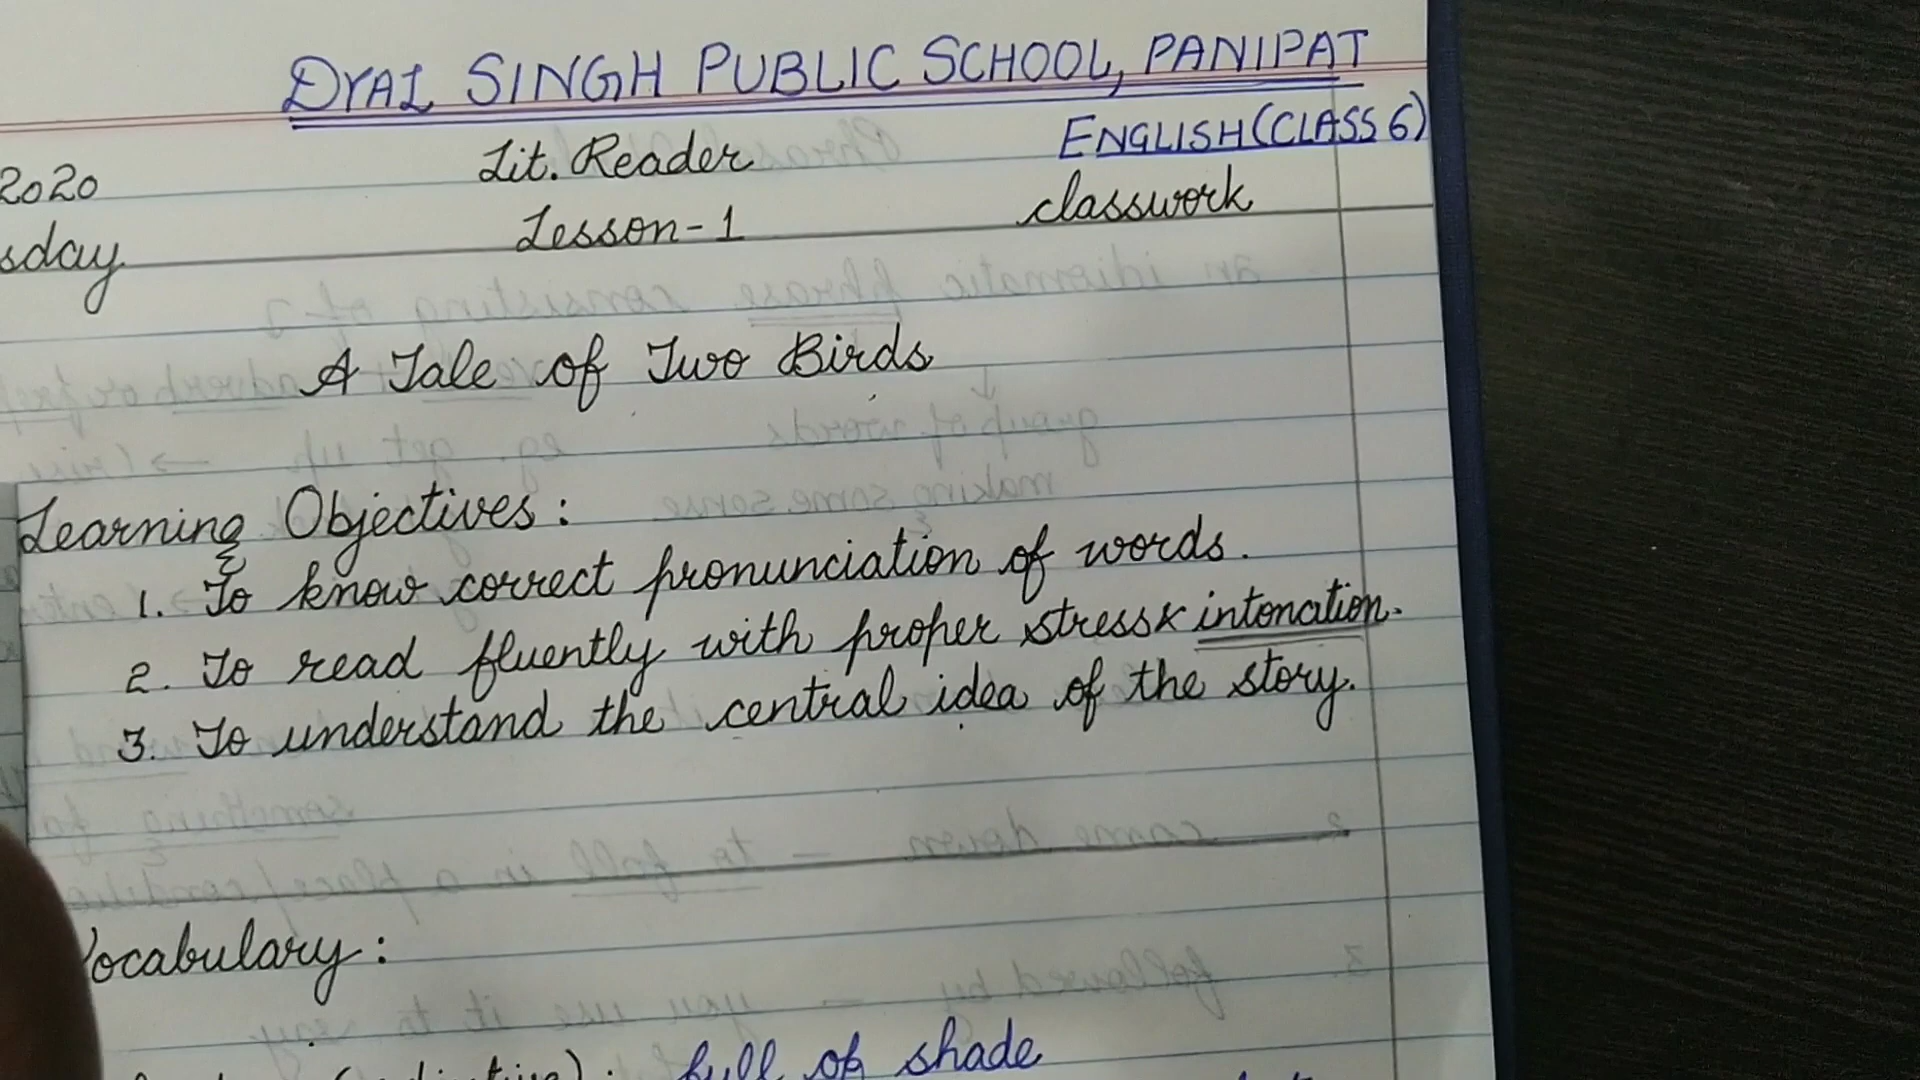 DYAL SINGH PUBLIC SCHOOL, PANIPAT
2020 Lit. Reader ENGLISH(CLASS 6)
sday Lesson-1 classwork
A Tale of Two Birds
Learning Objectives:
1. To know correct pronunciation of words.
2. To read fluently with proper stress & intonation.
3. To understand the central idea of the story.
Vocabulary:
full of shade